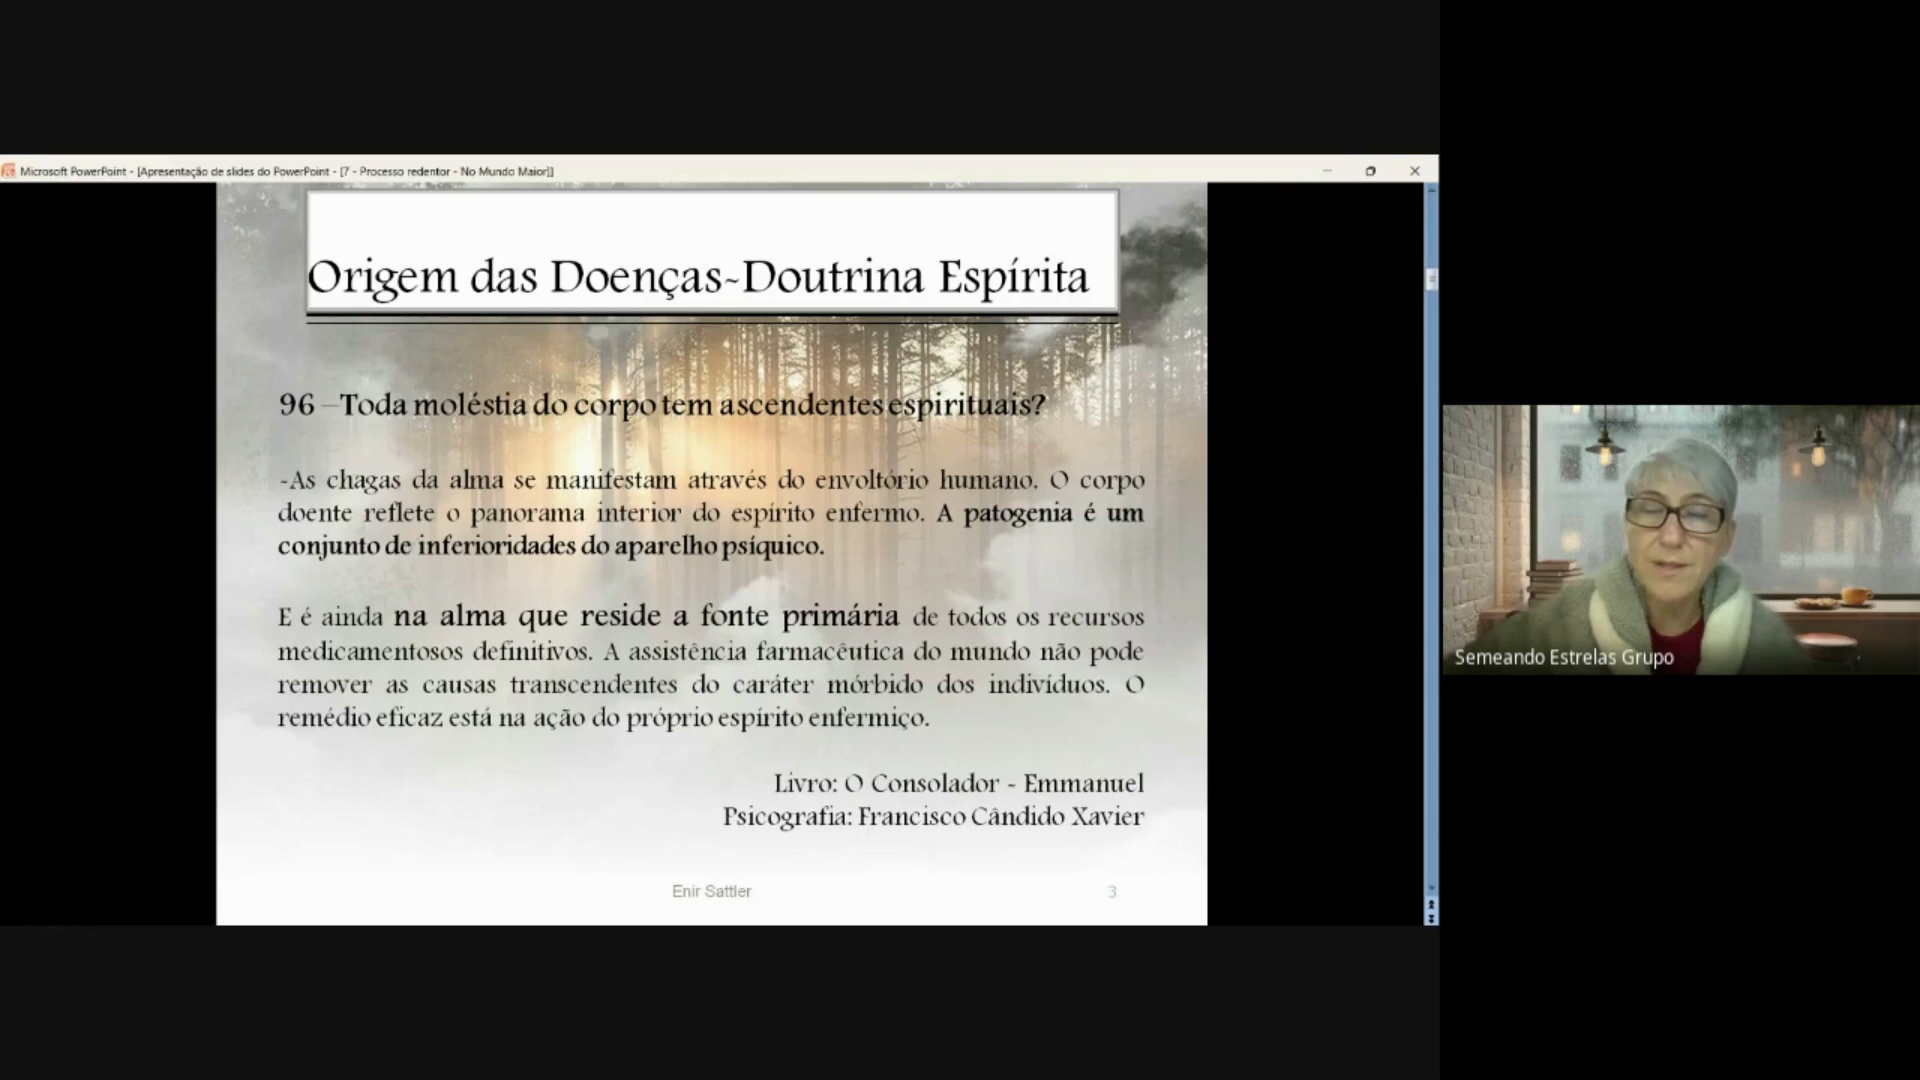 Microsoft PowerPoint - [Apresentação de slides do PowerPoint - [7 - Processo redentor - No Mundo Maior]]
Origem das Doenças-Doutrina Espírita
96 –Toda moléstia do corpo tem ascendentes espirituais?
-As chagas da alma se manifestam através do envoltório humano. O corpo
doente reflete o panorama interior do espírito enfermo. A patogenia é um
conjunto de inferioridades do aparelho psíquico.
E é ainda na alma que reside a fonte primária de todos os recursos
medicamentosos definitivos. A assistência farmacêutica do mundo não pode
remover as causas transcendentes do caráter mórbido dos indivíduos. O
remédio eficaz está na ação do próprio espírito enfermiço.
Livro: O Consolador - Emmanuel
Psicografia: Francisco Cândido Xavier
Enir Sattler
3
Semeando Estrelas Grupo